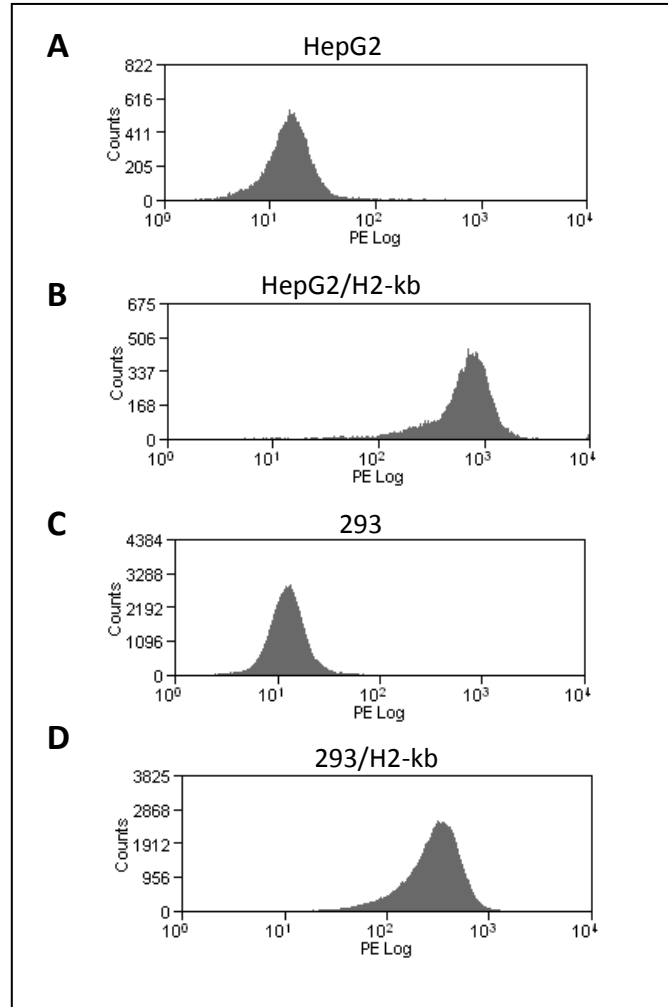 A
HepG2
822
616
411
205
0
Counts
10⁰ 10¹ 10² 10³ 10⁴
PE Log
B
HepG2/H2-kb
675
506
337
168
0
Counts
10⁰ 10¹ 10² 10³ 10⁴
PE Log
C
293
4384
3288
2192
1096
0
Counts
10⁰ 10¹ 10² 10³ 10⁴
PE Log
D
293/H2-kb
3825
2868
1912
956
0
Counts
10⁰ 10¹ 10² 10³ 10⁴
PE Log